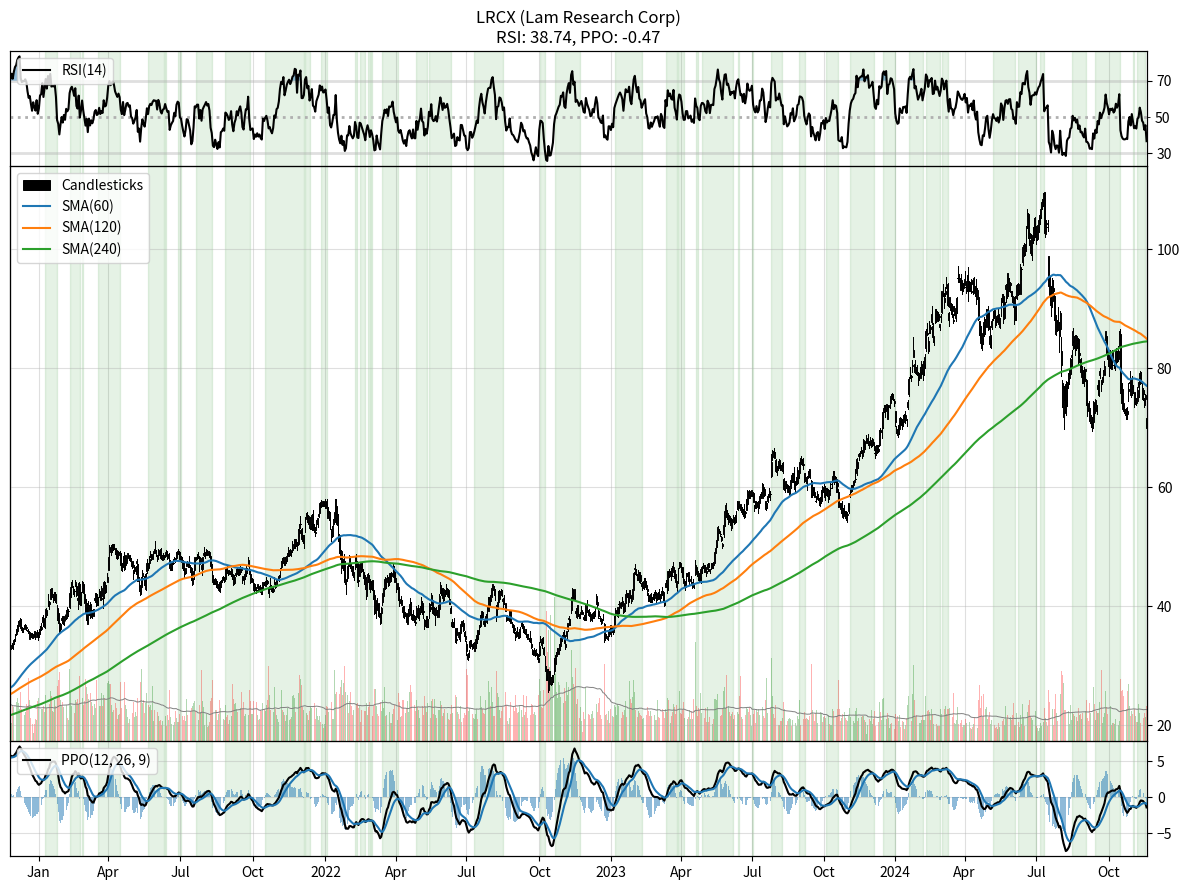 LRCX (Lam Research Corp)
RSI: 38.74, PPO: -0.47
RSI(14)
70
50
30
Candlesticks
SMA(60)
SMA(120)
SMA(240)
100
80
60
40
20
PPO(12, 26, 9)
5
0
−5
Jan Apr Jul Oct 2022 Apr Jul Oct 2023 Apr Jul Oct 2024 Apr Jul Oct